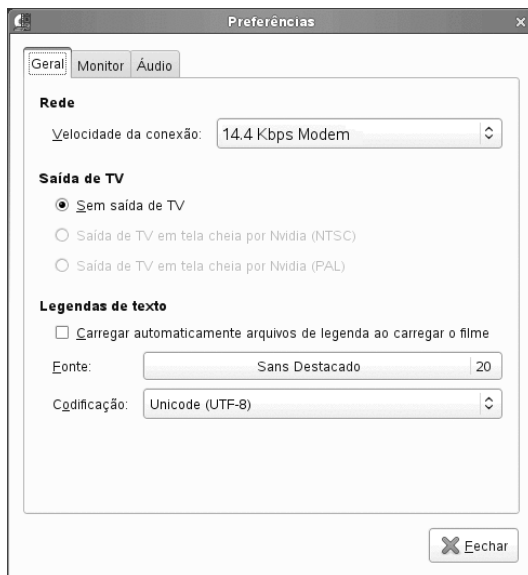 Preferências
Geral Monitor Áudio
Rede
Velocidade da conexão: 14.4 Kbps Modem
Saída de TV
Sem saída de TV
Saída de TV em tela cheia por Nvidia (NTSC)
Saída de TV em tela cheia por Nvidia (PAL)
Legendas de texto
Carregar automaticamente arquivos de legenda ao carregar o filme
Fonte: Sans Destacado 20
Codificação: Unicode (UTF-8)
Fechar